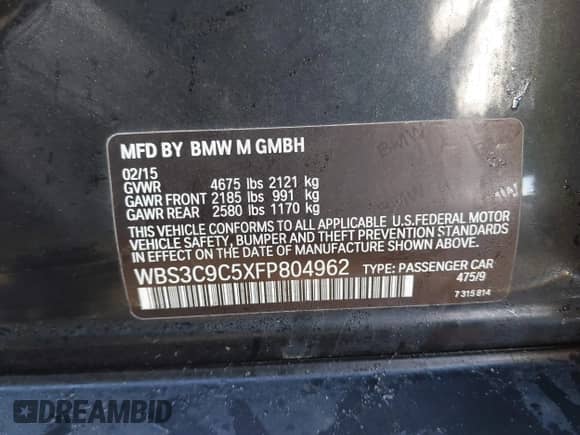 MFD BY BMW M GMBH
02/15
GVWR 4675 lbs 2121 kg
GAWR FRONT 2185 lbs 991 kg
GAWR REAR 2580 lbs 1170 kg
THIS VEHICLE CONFORMS TO ALL APPLICABLE U.S.FEDERAL MOTOR
VEHICLE SAFETY, BUMPER AND THEFT PREVENTION STANDARDS
IN EFFECT ON THE DATE OF MANUFACTURE SHOWN ABOVE.
WBS3C9C5XFP804962 TYPE: PASSENGER CAR
475/9
7 315 814
BMW
DREAMBID